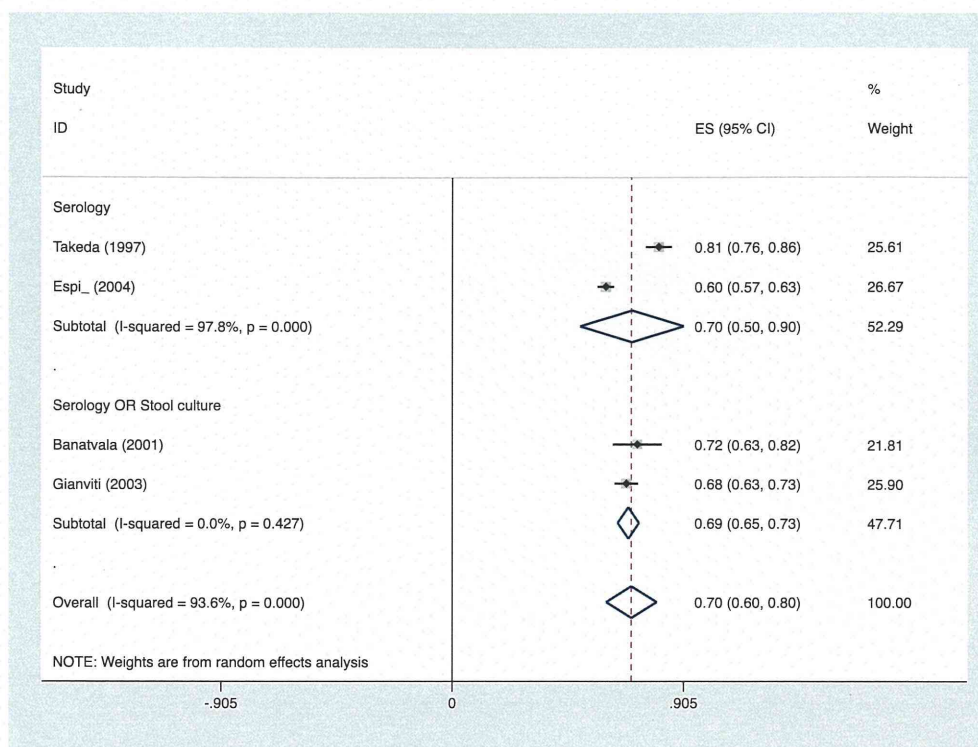 Study %
ID ES (95% CI) Weight
Serology
Takeda (1997) 0.81 (0.76, 0.86) 25.61
Espi_ (2004) 0.60 (0.57, 0.63) 26.67
Subtotal (I-squared = 97.8%, p = 0.000) 0.70 (0.50, 0.90) 52.29
.
Serology OR Stool culture
Banatvala (2001) 0.72 (0.63, 0.82) 21.81
Gianviti (2003) 0.68 (0.63, 0.73) 25.90
Subtotal (I-squared = 0.0%, p = 0.427) 0.69 (0.65, 0.73) 47.71
.
Overall (I-squared = 93.6%, p = 0.000) 0.70 (0.60, 0.80) 100.00
NOTE: Weights are from random effects analysis
-.905 0 .905